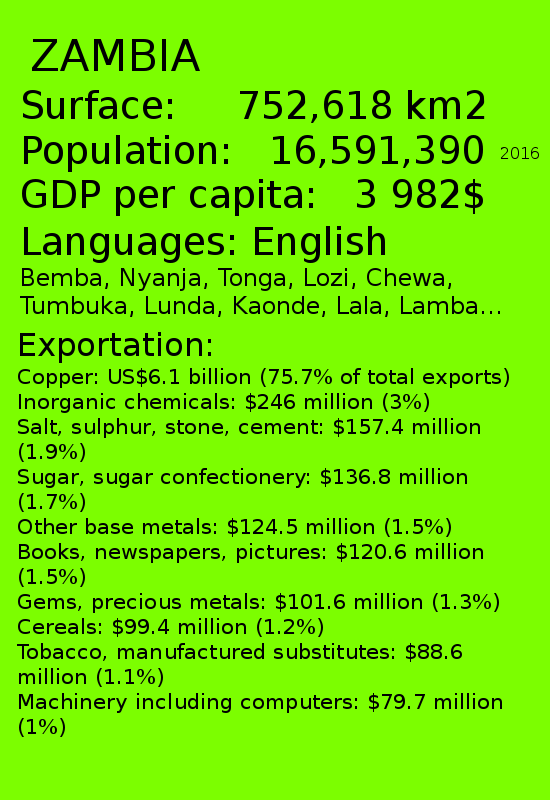 ZAMBIA
Surface: 752,618 km2
Population: 16,591,390 2016
GDP per capita: 3 982$
Languages: English
Bemba, Nyanja, Tonga, Lozi, Chewa,
Tumbuka, Lunda, Kaonde, Lala, Lamba...
Exportation:
Copper: US$6.1 billion (75.7% of total exports)
Inorganic chemicals: $246 million (3%)
Salt, sulphur, stone, cement: $157.4 million
(1.9%)
Sugar, sugar confectionery: $136.8 million
(1.7%)
Other base metals: $124.5 million (1.5%)
Books, newspapers, pictures: $120.6 million
(1.5%)
Gems, precious metals: $101.6 million (1.3%)
Cereals: $99.4 million (1.2%)
Tobacco, manufactured substitutes: $88.6
million (1.1%)
Machinery including computers: $79.7 million
(1%)